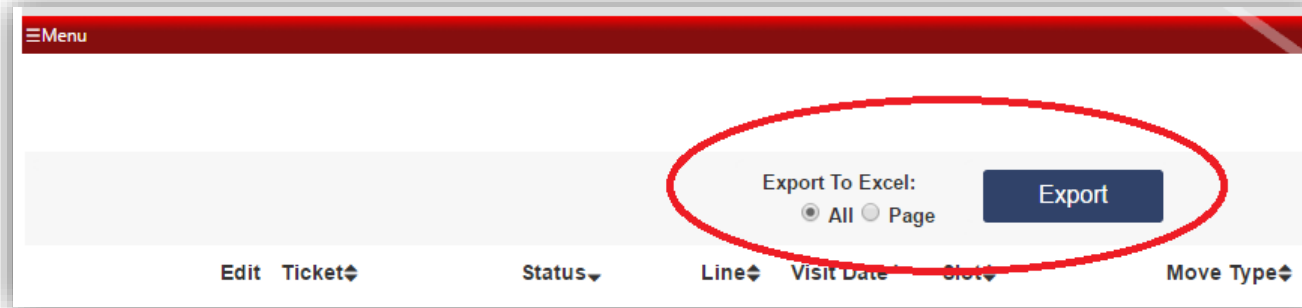 ☰Menu
Export To Excel:
All Page
Export
Edit Ticket Status Line Visit Date Slot Move Type